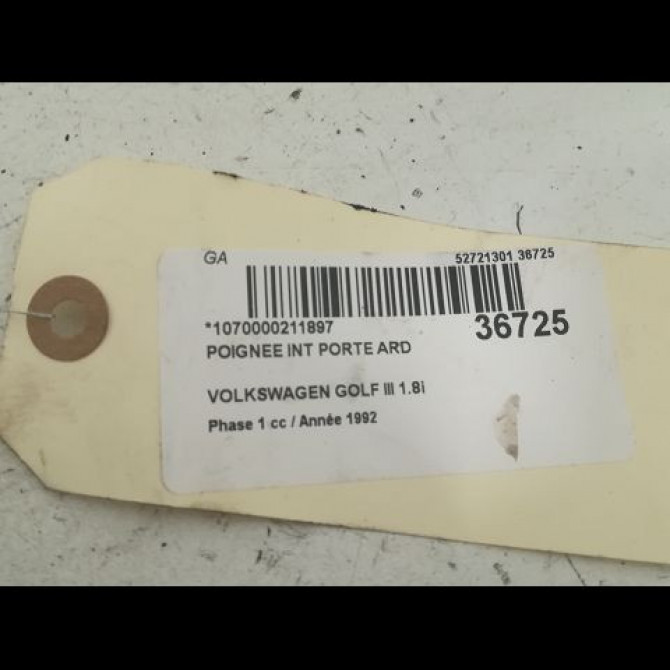 GA 52721301 36725
*1070000211897 36725
POIGNEE INT PORTE ARD
VOLKSWAGEN GOLF III 1.8i
Phase 1 cc / Année 1992